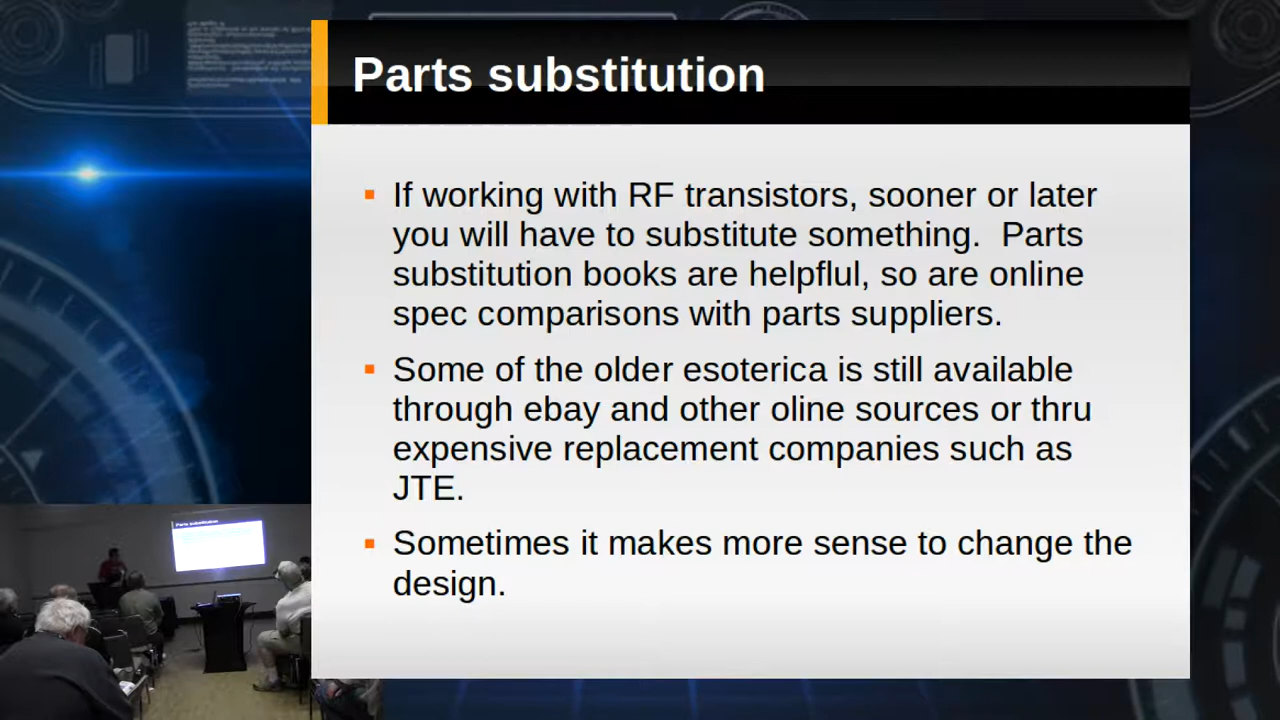 Parts substitution
If working with RF transistors, sooner or later
you will have to substitute something.  Parts
substitution books are helpflul, so are online
spec comparisons with parts suppliers.
Some of the older esoterica is still available
through ebay and other oline sources or thru
expensive replacement companies such as
JTE.
Sometimes it makes more sense to change the
design.
Parts substitution